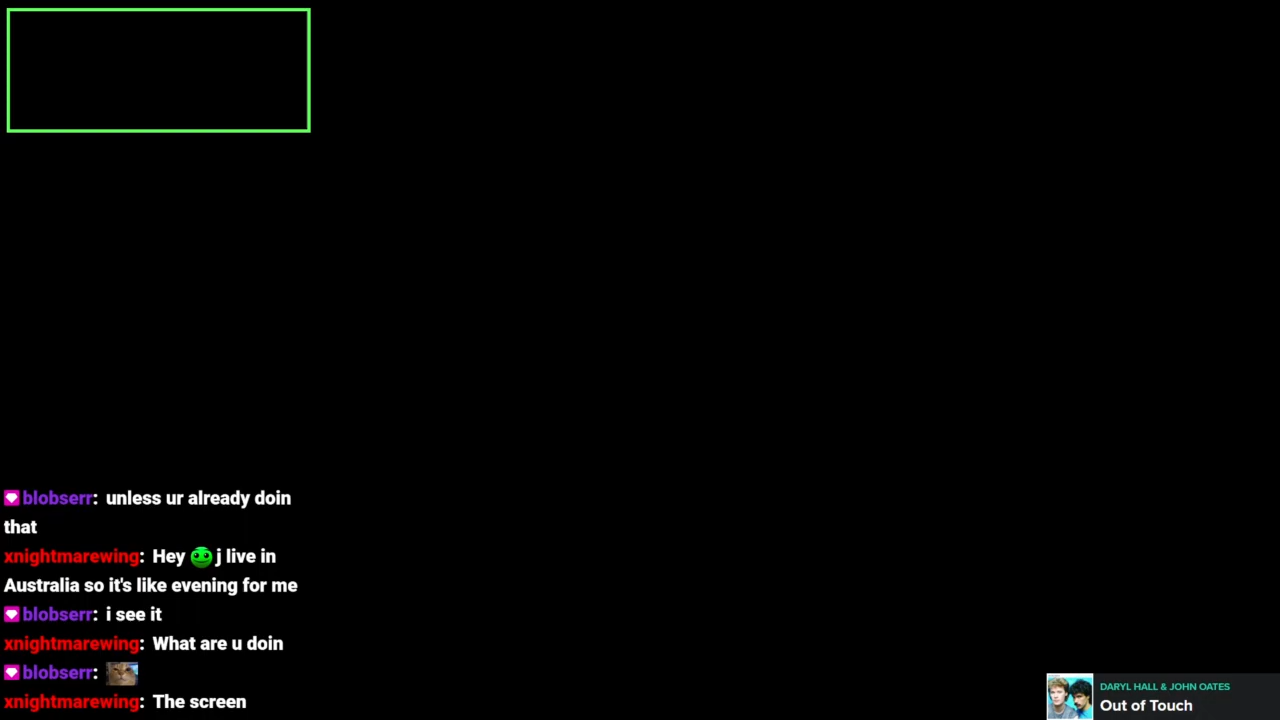 blobserr: unless ur already doin
that
xnightmarewing: Hey j live in
Australia so it's like evening for me
blobserr: i see it
xnightmarewing: What are u doin
blobserr:
xnightmarewing: The screen
DARYL HALL & JOHN OATES
Out of Touch